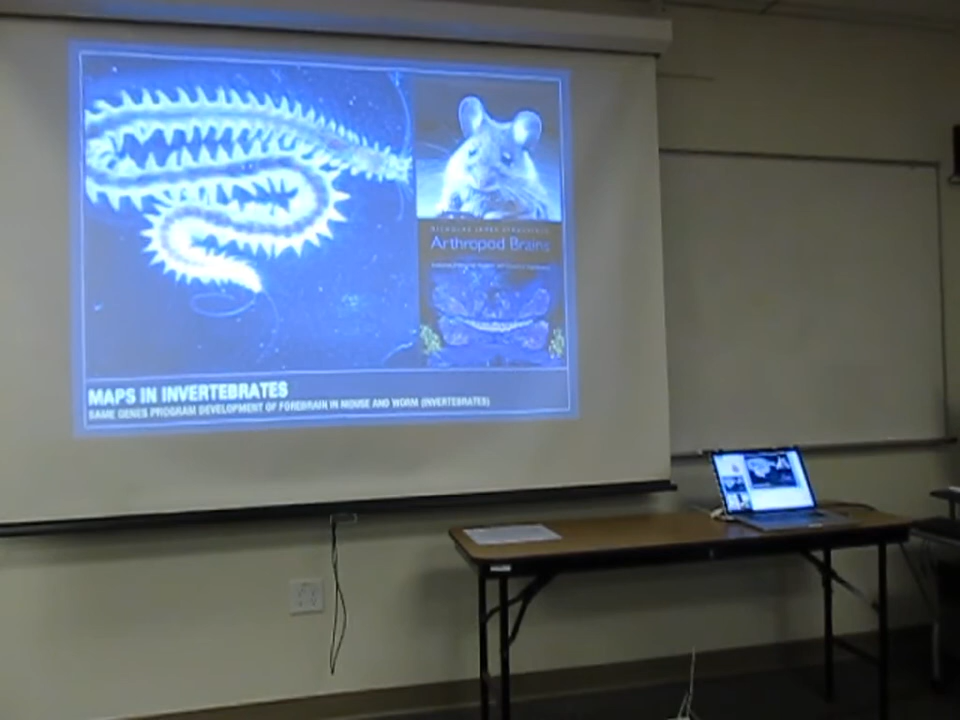 Arthropod Brains
MAPS IN INVERTEBRATES
SAME GENES PROGRAM DEVELOPMENT OF FOREBRAIN IN MOUSE AND WORM (INVERTEBRATES)